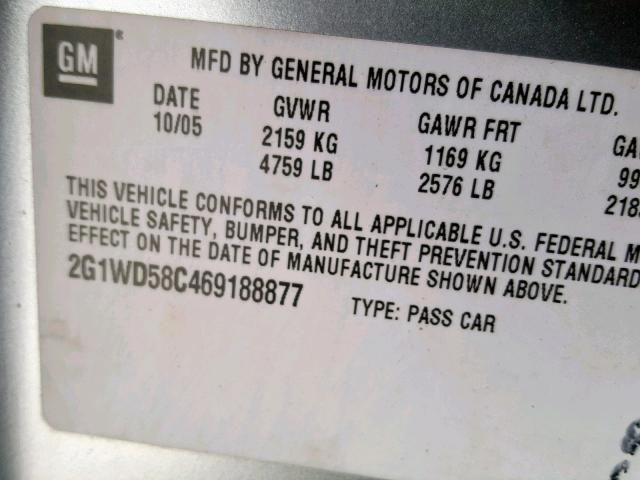 GM®
MFD BY GENERAL MOTORS OF CANADA LTD.
DATE GVWR GAWR FRT
10/05 2159 KG 1169 KG 99
4759 LB 2576 LB 218
THIS VEHICLE CONFORMS TO ALL APPLICABLE U.S. FEDERAL M
VEHICLE SAFETY, BUMPER, AND THEFT PREVENTION STANDARD
EFFECT ON THE DATE OF MANUFACTURE SHOWN ABOVE.
2G1WD58C469188877 TYPE: PASS CAR